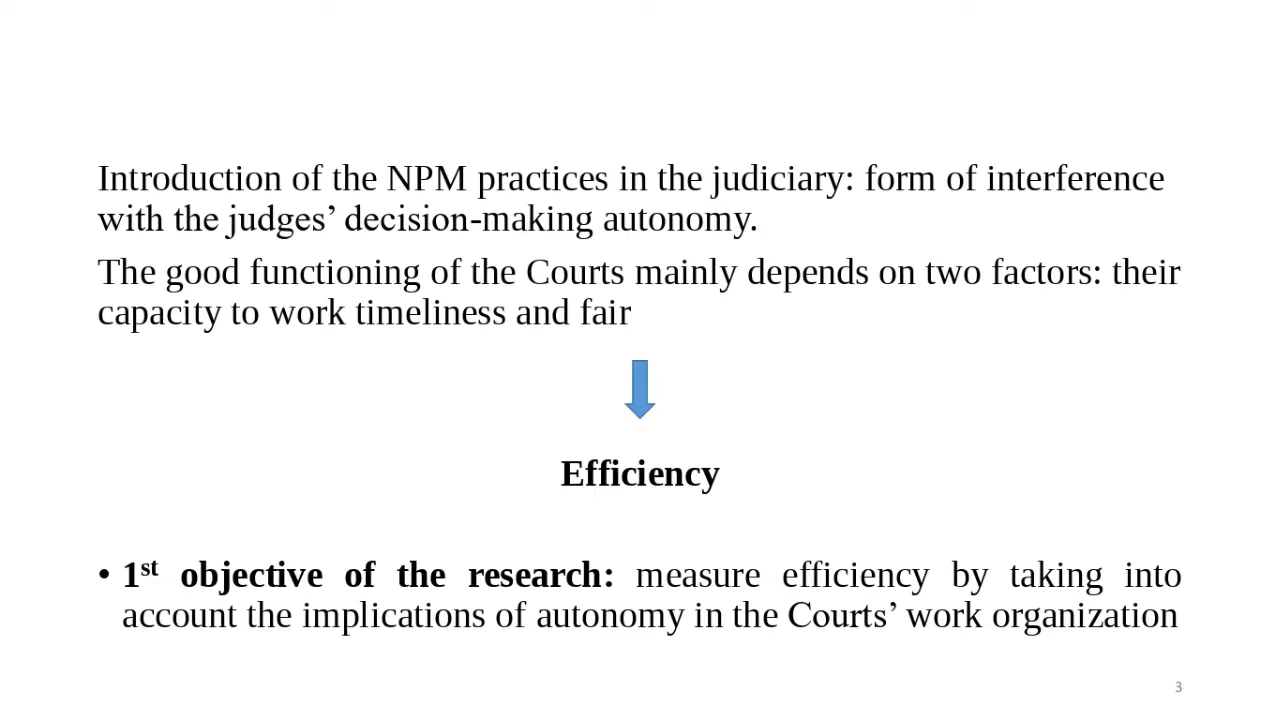 Introduction of the NPM practices in the judiciary: form of interference
with the judges’ decision-making autonomy.
The good functioning of the Courts mainly depends on two factors: their
capacity to work timeliness and fair
Efficiency
• 1st objective of the research: measure efficiency by taking into
account the implications of autonomy in the Courts’ work organization
3